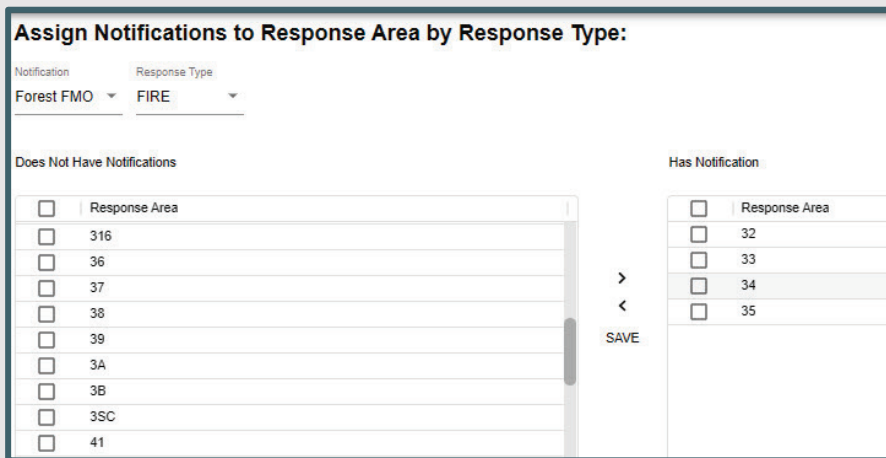 Assign Notifications to Response Area by Response Type:
Notification Response Type
Forest FMO FIRE
Does Not Have Notifications
Response Area
316
36
37
38
39
3A
3B
3SC
41
>
<
SAVE
Has Notification
Response Area
32
33
34
35